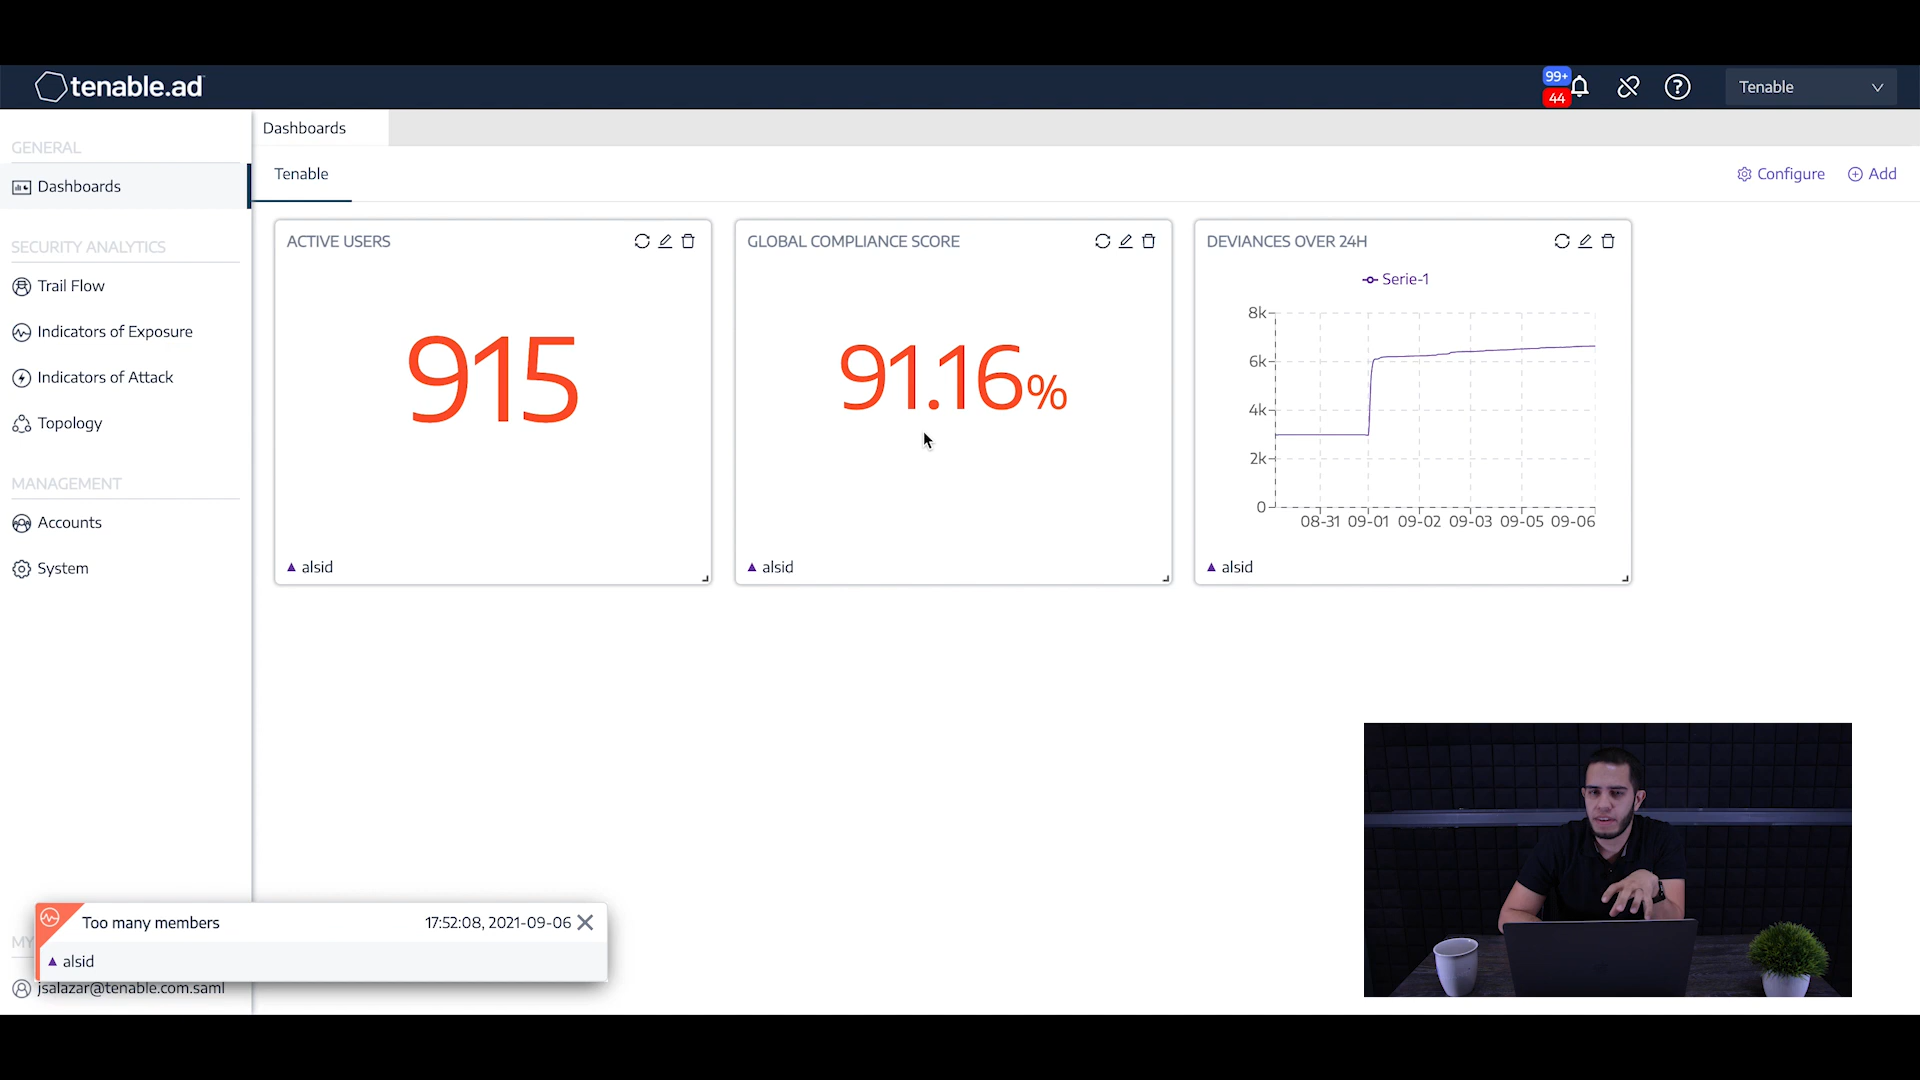 tenable.ad
99+
44
?
Tenable
Dashboards
GENERAL
Dashboards
SECURITY ANALYTICS
Trail Flow
Indicators of Exposure
Indicators of Attack
Topology
MANAGEMENT
Accounts
System
MY
jsalazar@tenable.com.saml
Tenable
Configure
Add
ACTIVE USERS
915
alsid
GLOBAL COMPLIANCE SCORE
91.16%
alsid
DEVIANCES OVER 24H
Serie-1
8k
6k
4k
2k
0
08-31 09-01 09-02 09-03 09-05 09-06
alsid
Too many members 17:52:08, 2021-09-06
alsid